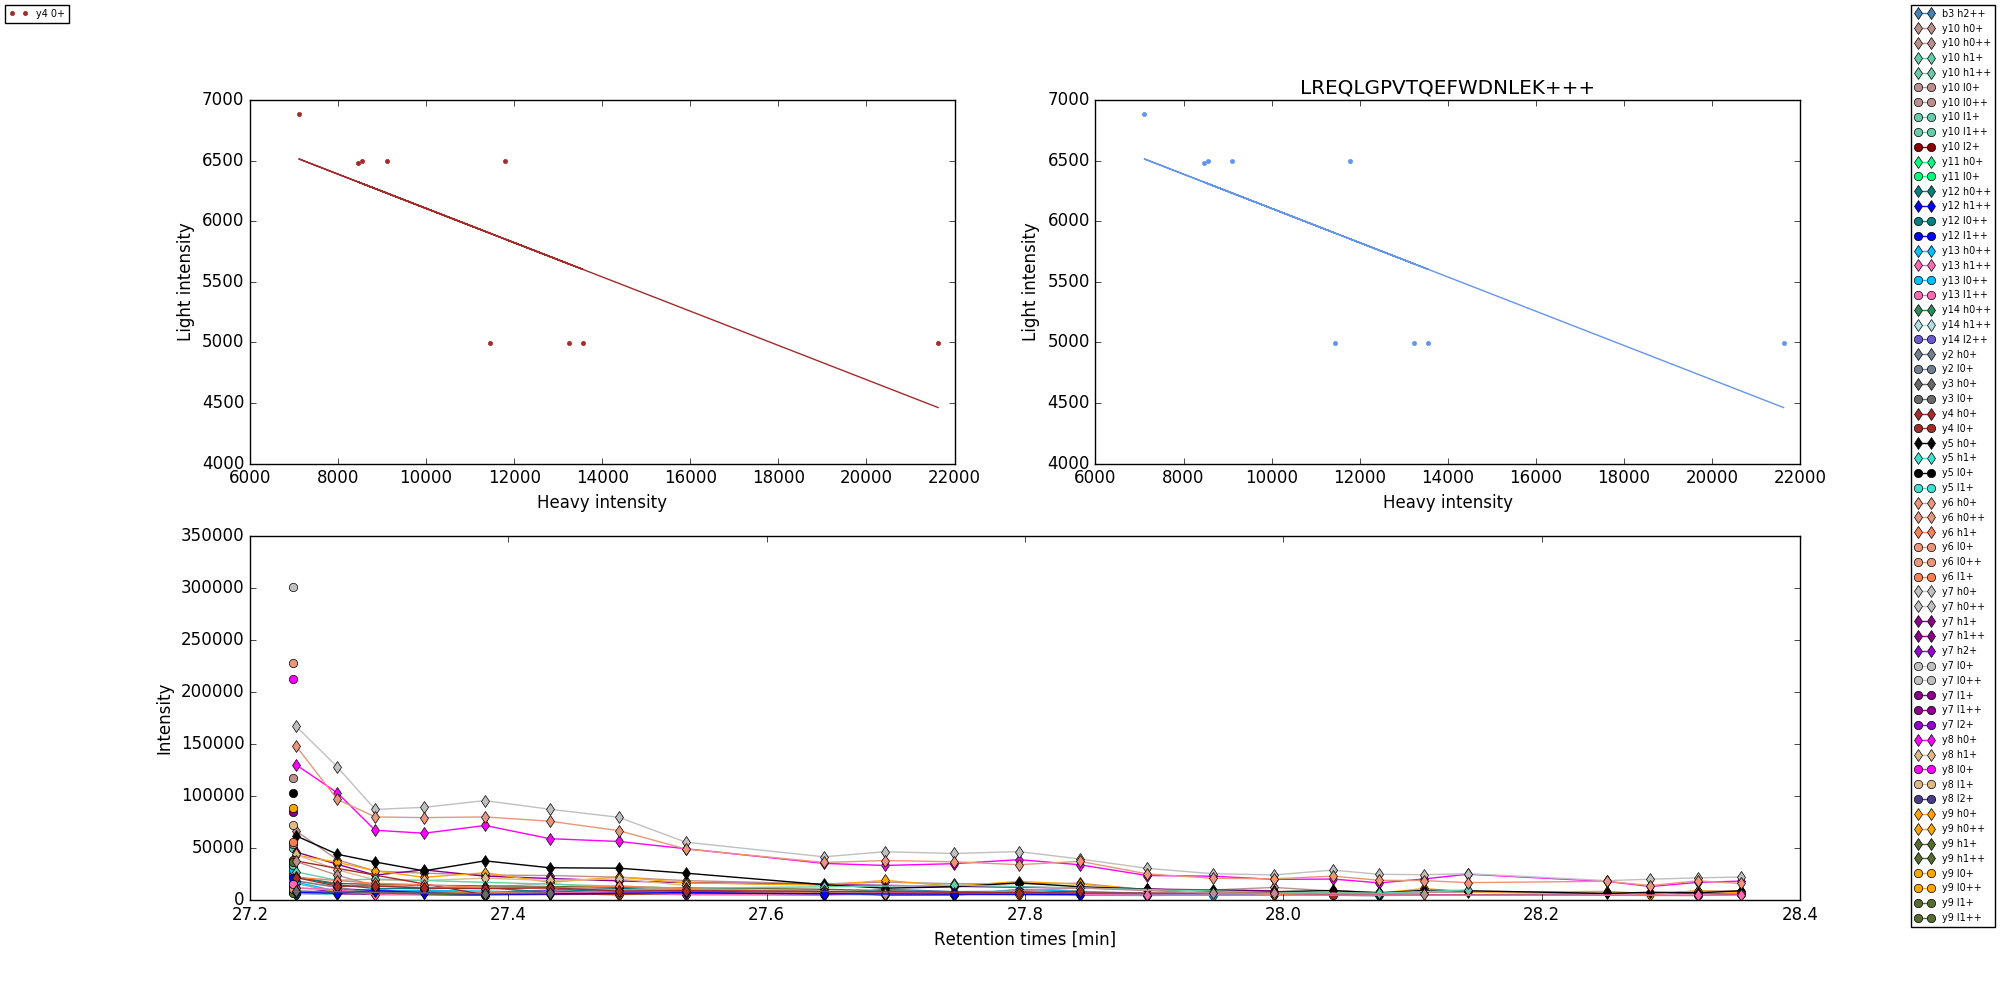 y4 0+
LREQLGPVTQEFWDNLEK+++
7000
6500
6000
5500
5000
4500
4000
Light intensity
6000 8000 10000 12000 14000 16000 18000 20000 22000
Heavy intensity
7000
6500
6000
5500
5000
4500
4000
Light intensity
6000 8000 10000 12000 14000 16000 18000 20000 22000
Heavy intensity
350000
300000
250000
200000
150000
100000
50000
0
Intensity
27.2 27.4 27.6 27.8 28.0 28.2 28.4
Retention times [min]
b3 h2++
y10 h0+
y10 h0++
y10 h1+
y10 h1++
y10 l0+
y10 l0++
y10 l1+
y10 l1++
y10 l2+
y11 h0+
y11 l0+
y12 h0++
y12 h1++
y12 l0++
y12 l1++
y13 h0++
y13 h1++
y13 l0++
y13 l1++
y14 h0++
y14 h1++
y14 l2++
y2 h0+
y2 l0+
y3 h0+
y3 l0+
y4 h0+
y4 l0+
y5 h0+
y5 h1+
y5 l0+
y5 l1+
y6 h0+
y6 h0++
y6 h1+
y6 l0+
y6 l0++
y6 l1+
y7 h0+
y7 h0++
y7 h1+
y7 h1++
y7 h2+
y7 l0+
y7 l0++
y7 l1+
y7 l1++
y7 l2+
y8 h0+
y8 h1+
y8 l0+
y8 l1+
y8 l2+
y9 h0+
y9 h0++
y9 h1+
y9 h1++
y9 l0+
y9 l0++
y9 l1+
y9 l1++